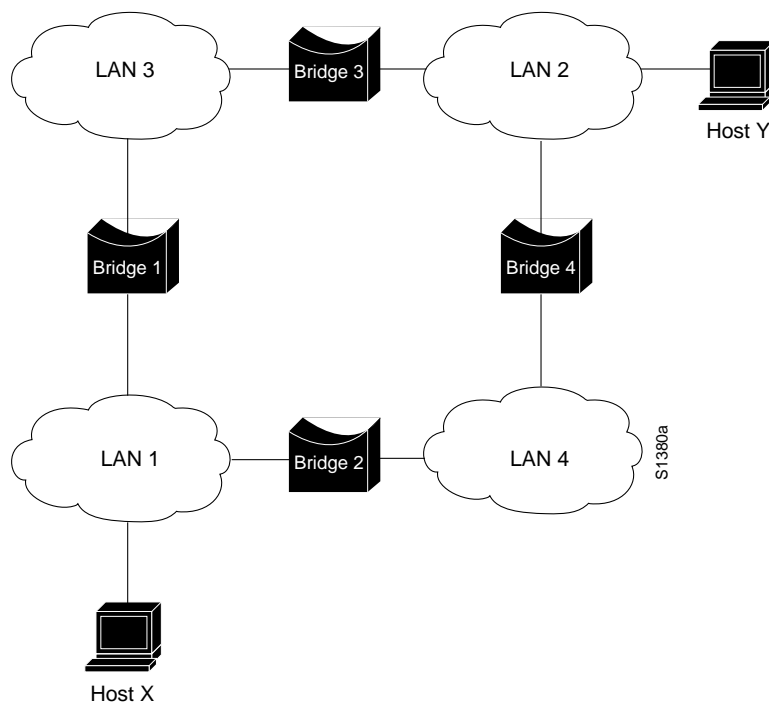 LAN 3
Bridge 3
LAN 2
Host Y
Bridge 1
Bridge 4
LAN 1
Bridge 2
LAN 4
S1380a
Host X